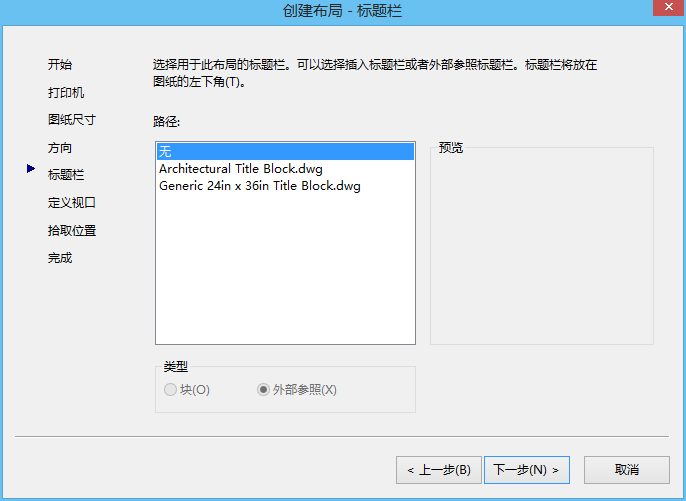 创建布局 - 标题栏
开始
打印机
图纸尺寸
方向
标题栏
定义视口
拾取位置
完成
选择用于此布局的标题栏。可以选择插入标题栏或者外部参照标题栏。标题栏将放在
图纸的左下角(T)。
路径:
无
Architectural Title Block.dwg
Generic 24in x 36in Title Block.dwg
预览
类型
块(O)
外部参照(X)
< 上一步(B)
下一步(N) >
取消